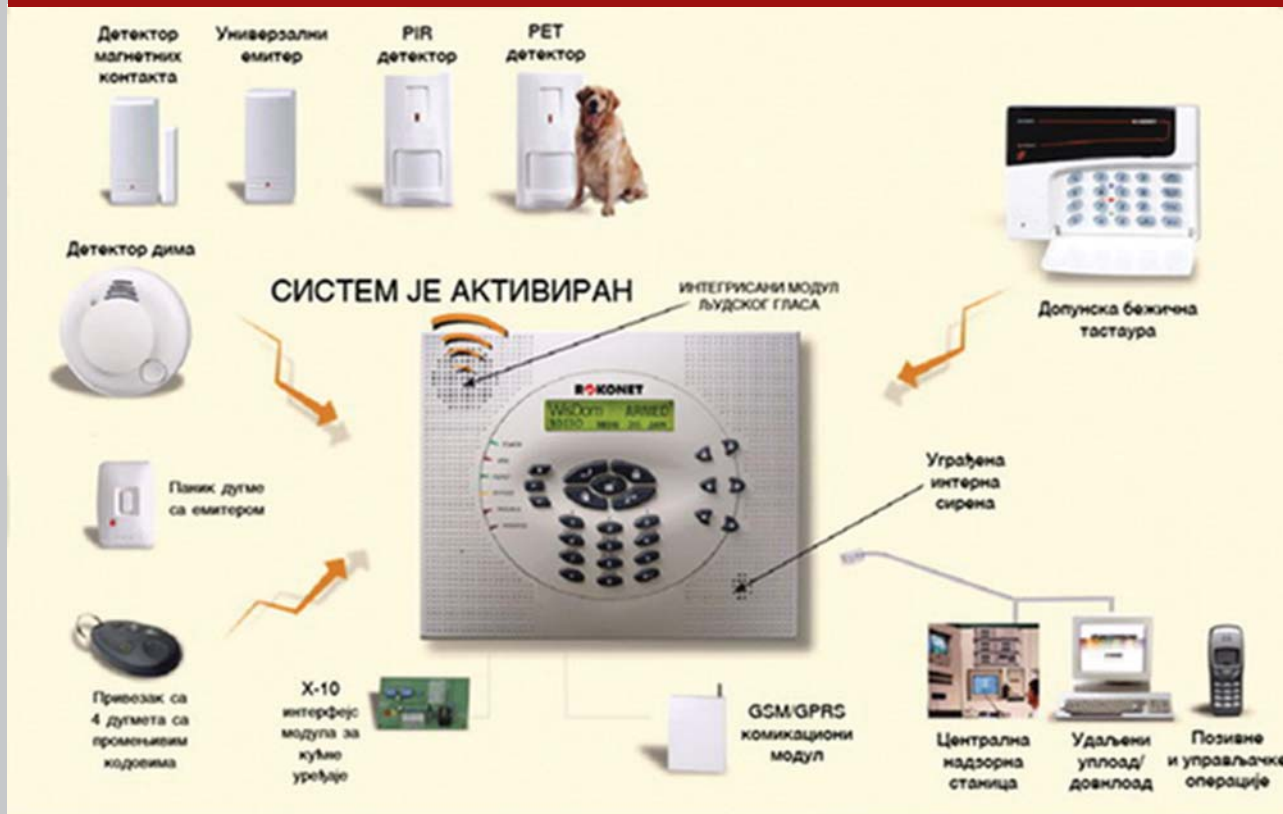 Детектор
магнетних
контакта
Универзални
емитер
PIR
детектор
PET
детектор
Детектор дима
СИСТЕМ ЈЕ АКТИВИРАН
ИНТЕГРИСАНИ МОДУЛ
ЉУДСКОГ ГЛАСА
Допунска бежична
тастаура
ROKONET
WisDom ARMED
Паник дугме
са емитером
Уграђена
интерна
сирена
Привезак са
4 дугмета са
променьивим
кодовима
X-10
интерфејс
модула за
кућне
уређаје
GSM/GPRS
комикациони
модул
Централна
надзорна
станица
Удаљени
уплоад/
довнлоад
Позивне
и управљачке
операције